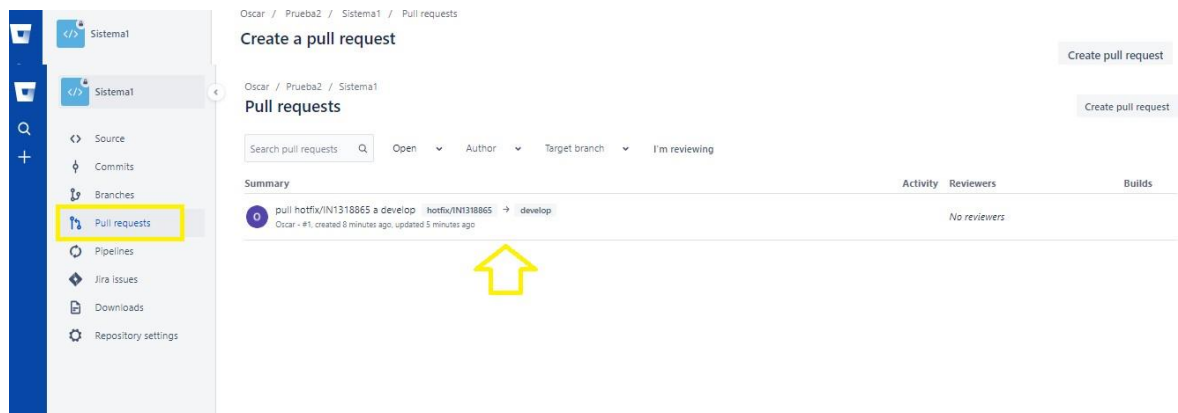 Oscar / Prueba2 / Sistema1 / Pull requests
</> Sistema1
Create a pull request
Create pull request
</> Sistema1
Oscar / Prueba2 / Sistema1
Pull requests
Create pull request
Source
Commits
Branches
Pull requests
Pipelines
Jira issues
Downloads
Repository settings
Search pull requests Open Author Target branch I'm reviewing
Summary Activity Reviewers Builds
O pull hotfix/IN1318865 a develop hotfix/IN1318865 → develop No reviewers
Oscar - #1, created 8 minutes ago, updated 5 minutes ago